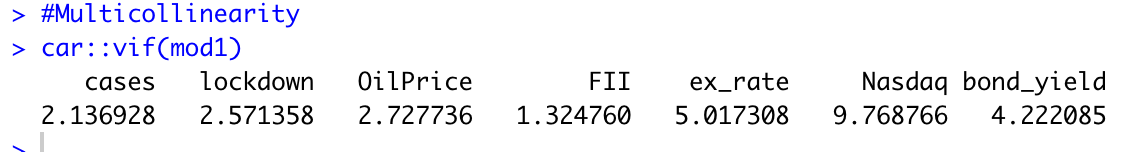 > #Multicollinearity
> car::vif(mod1)
cases lockdown OilPrice FII ex_rate Nasdaq bond_yield
2.136928 2.571358 2.727736 1.324760 5.017308 9.768766 4.222085
>